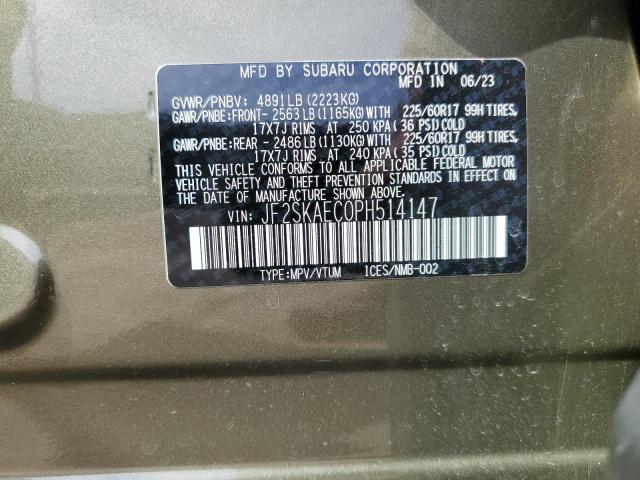 MFD BY SUBARU CORPORATION
MFD IN 06/23
GVWR/PNBV: 4891LB (2223KG)
GAWR/PNBE:FRONT- 2563LB (1165KG) WITH 225/60R17 99H TIRES,
17X7J RIMS AT 250 KPA (36 PSI) COLD
GAWR/PNBE:REAR - 2486LB (1130KG) WITH 225/60R17 99H TIRES,
17X7J RIMS AT 240 KPA (35 PSI) COLD
THIS VEHICLE CONFORMS TO ALL APPLICABLE FEDERAL MOTOR
VEHICLE SAFETY AND THEFT PREVENTION STANDARDS IN EFFECT ON
THE DATE OF MANUFACTURE SHOWN ABOVE.
VIN: JF2SKAEC0PH514147
TYPE:MPV/VTUM ICES/NMB-002